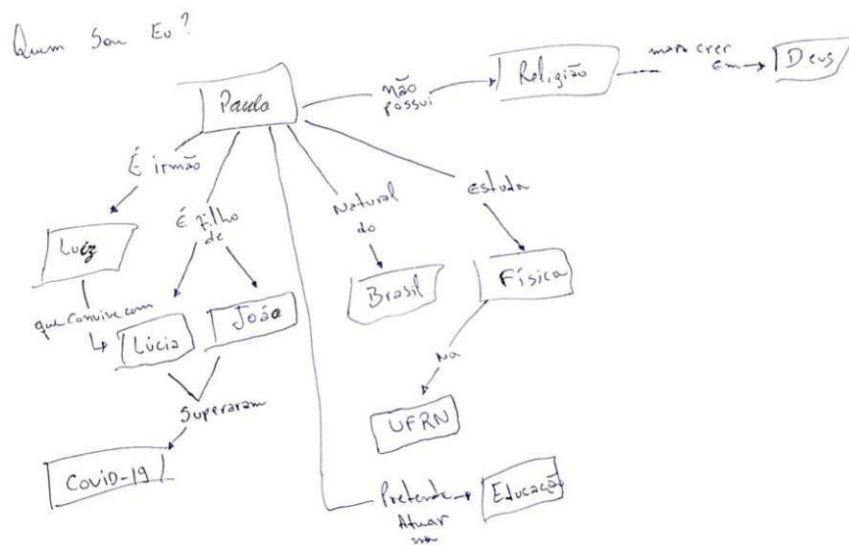 Quem Sou Eu?
Paulo
não
possui
Religião
mas crer
em
Deus
É irmão
Luiz
que convive com
É filho
de
Lúcia
João
Superaram
COVID-19
Natural
do
Brasil
Estuda
Física
na
UFRN
Pretende
Atuar
na
Educação